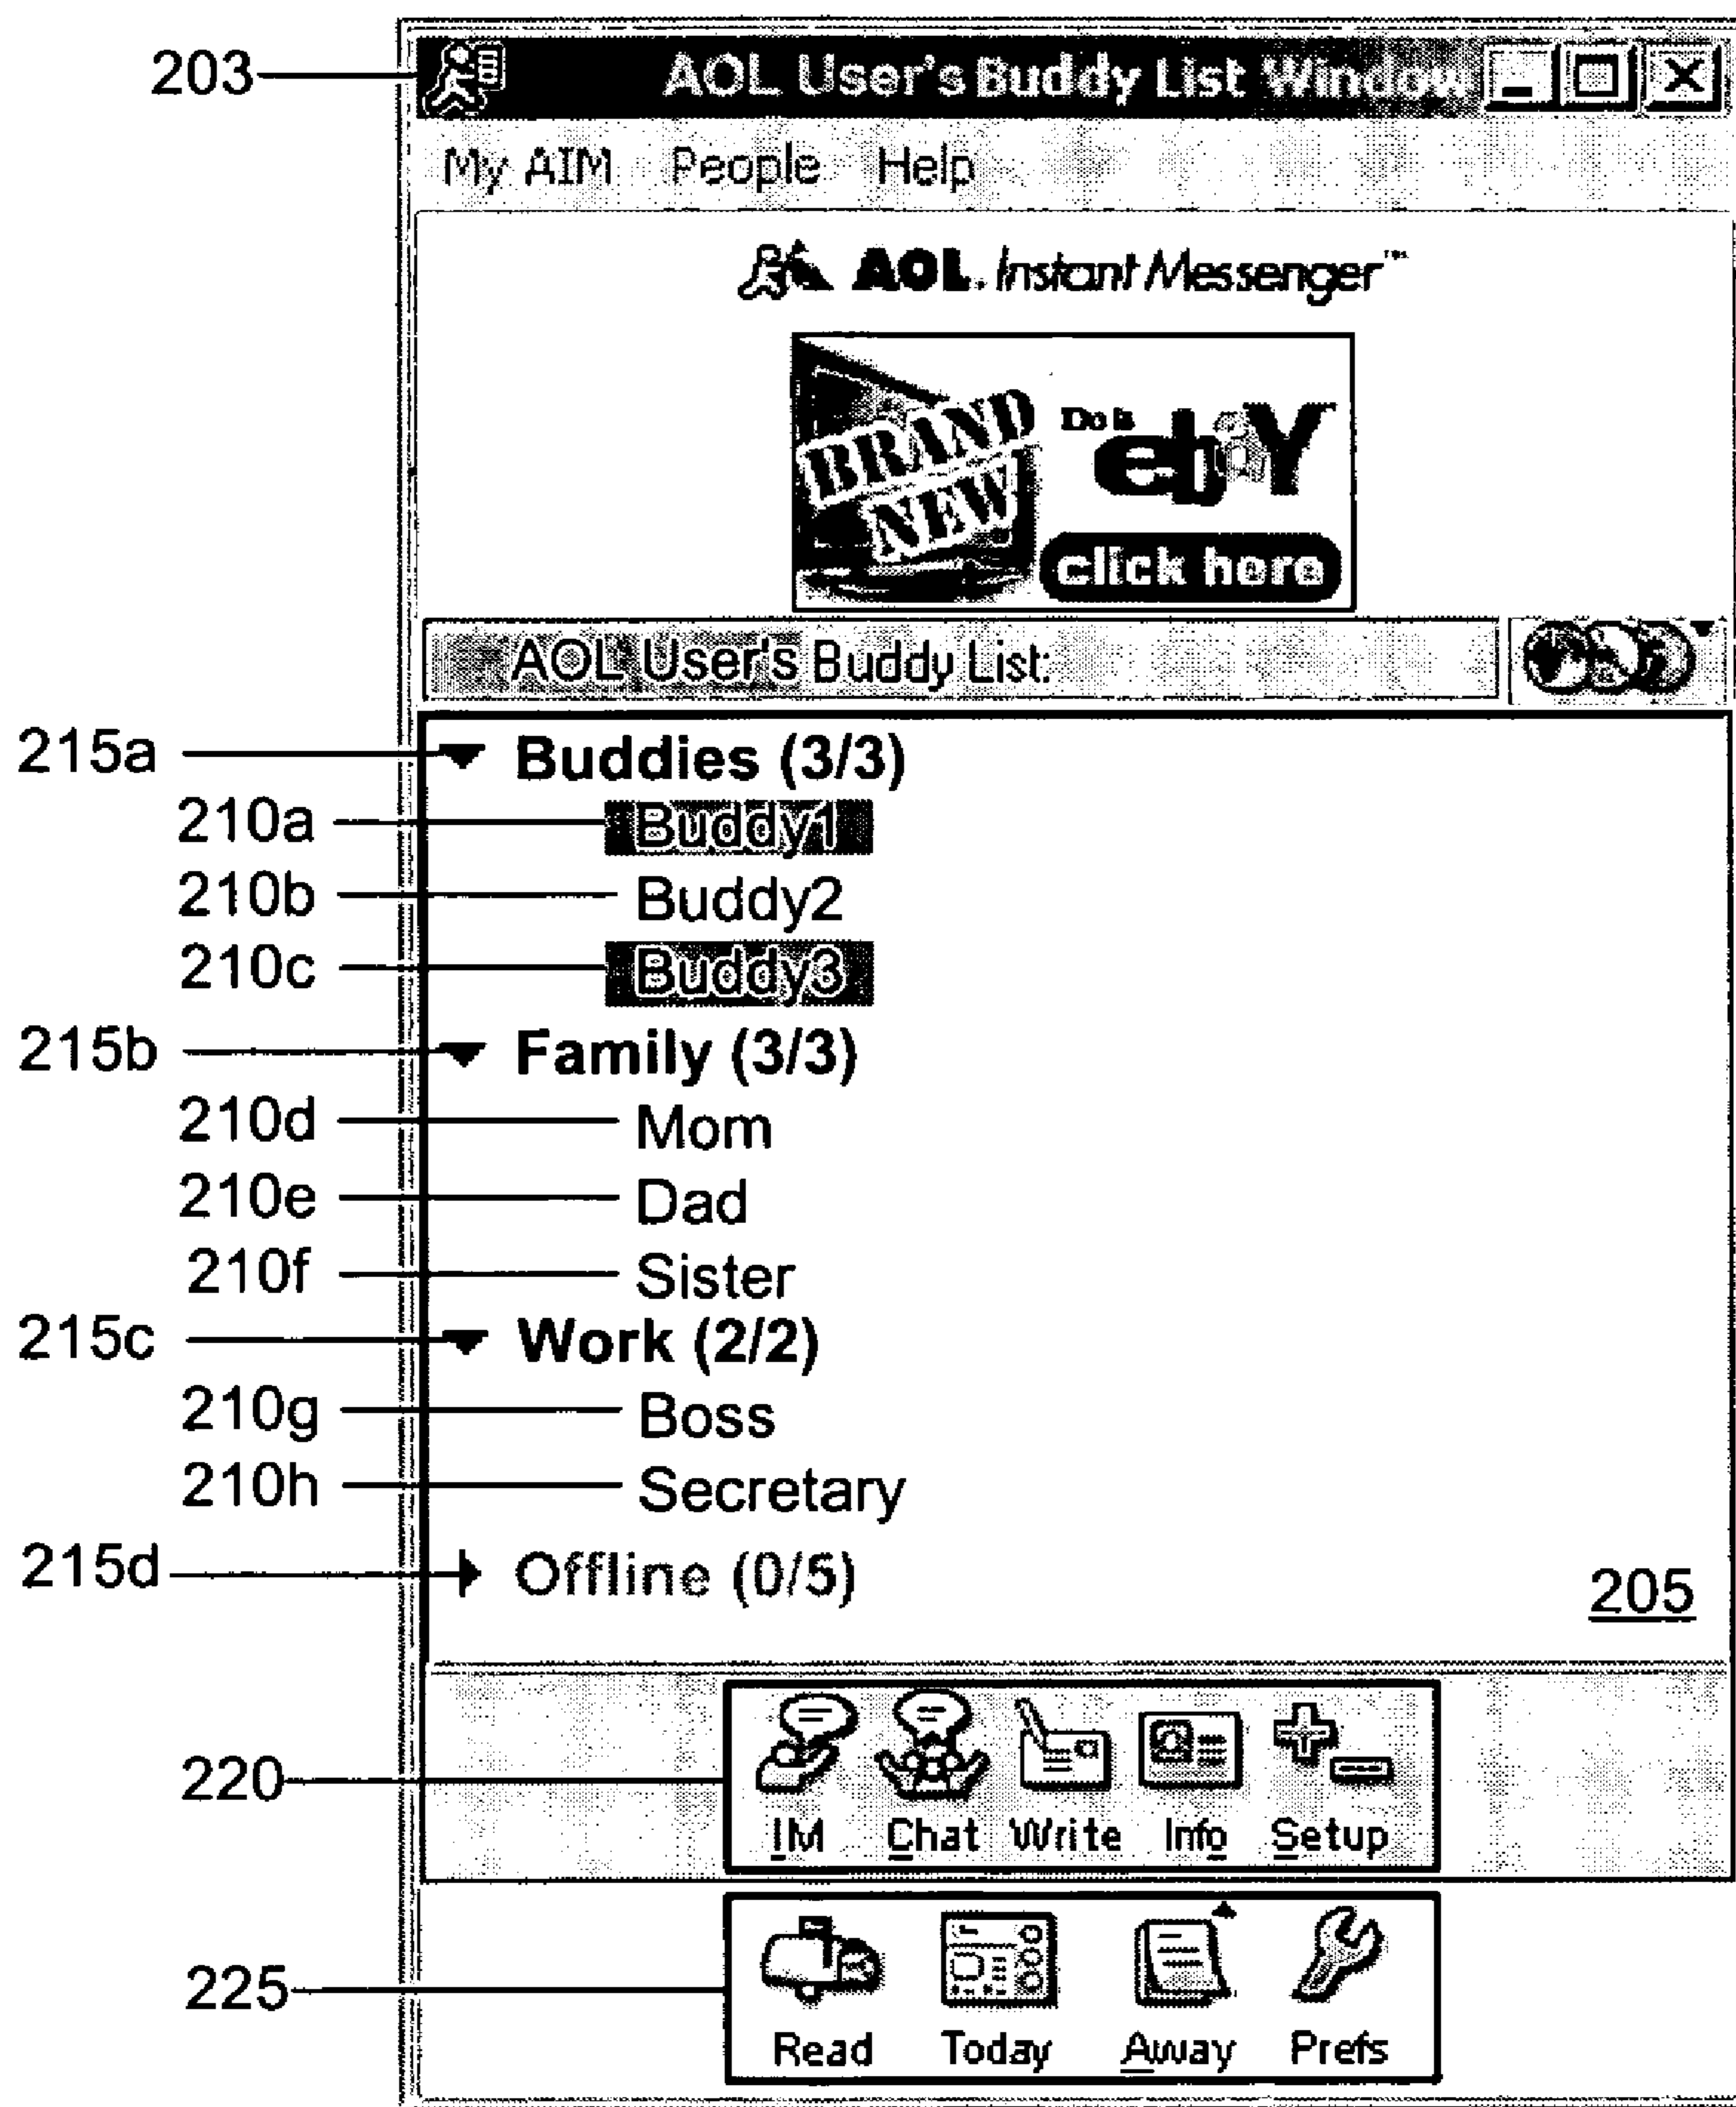 203 AOL User's Buddy List Window
My AIM People Help
AOL Instant Messenger™
BRAND NEW
Do is
ebaY
click here
AOL User's Buddy List:
215a Buddies (3/3)
210a Buddy1
210b Buddy2
210c Buddy3
215b Family (3/3)
210d Mom
210e Dad
210f Sister
215c Work (2/2)
210g Boss
210h Secretary
215d Offline (0/5)
205
220 IM Chat Write Info Setup
225 Read Today Away Prefs